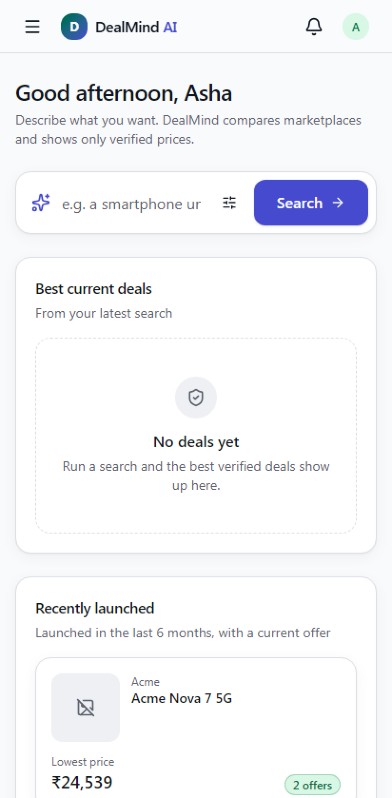 D DealMind AI A
Good afternoon, Asha
Describe what you want. DealMind compares marketplaces
and shows only verified prices.
e.g. a smartphone ur Search →
Best current deals
From your latest search
No deals yet
Run a search and the best verified deals show
up here.
Recently launched
Launched in the last 6 months, with a current offer
Acme
Acme Nova 7 5G
Lowest price
₹24,539 2 offers